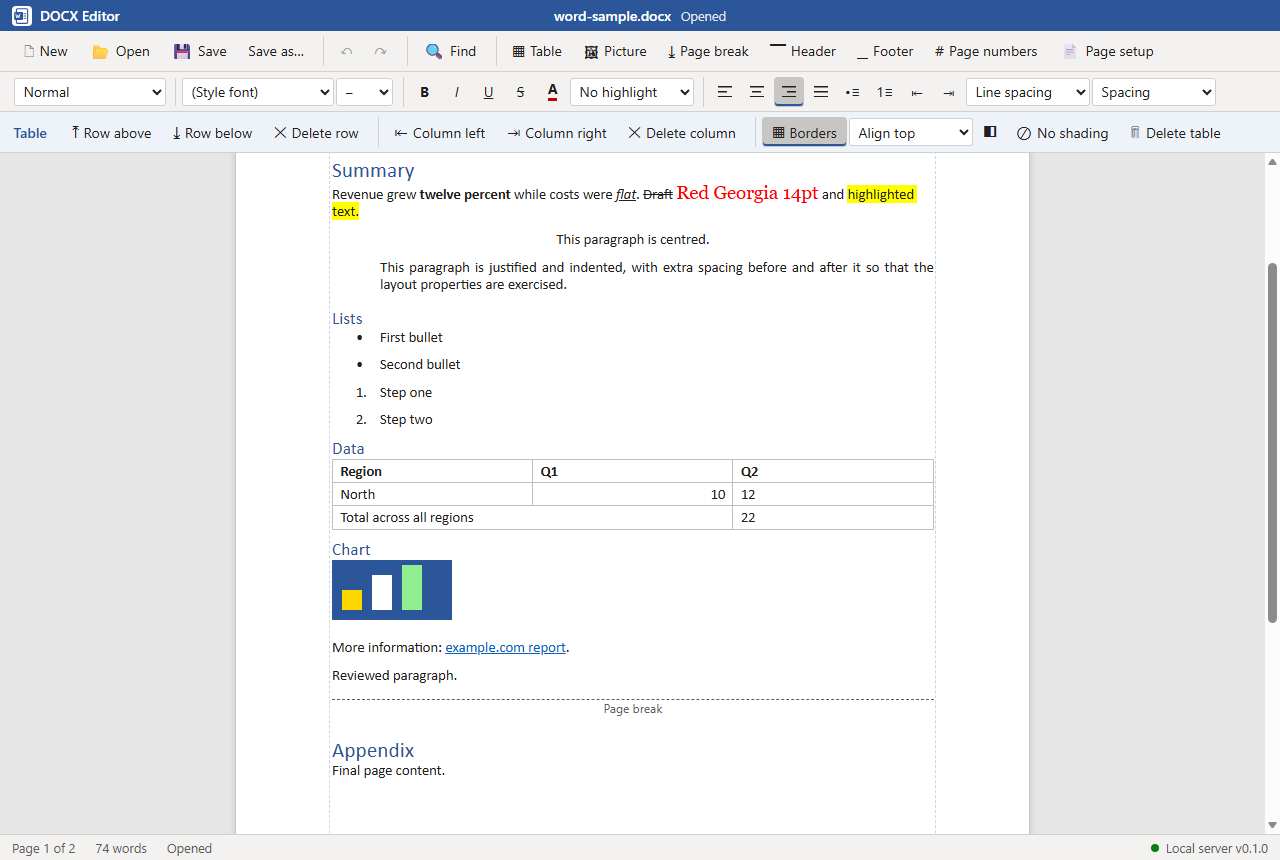 DOCX Editor
word-sample.docx Opened
New Open Save Save as... Find Table Picture Page break Header Footer # Page numbers Page setup
Normal (Style font) – B I U S A No highlight Line spacing Spacing
Table Row above Row below Delete row Column left Column right Delete column Borders Align top No shading Delete table
Summary
Revenue grew twelve percent while costs were flat. Draft Red Georgia 14pt and highlighted
text.
This paragraph is centred.
This paragraph is justified and indented, with extra spacing before and after it so that the
layout properties are exercised.
Lists
• First bullet
• Second bullet
1. Step one
2. Step two
Data
Region Q1 Q2
North 10 12
Total across all regions 22
Chart
More information: example.com report.
Reviewed paragraph.
Page break
Appendix
Final page content.
Page 1 of 2 74 words Opened Local server v0.1.0